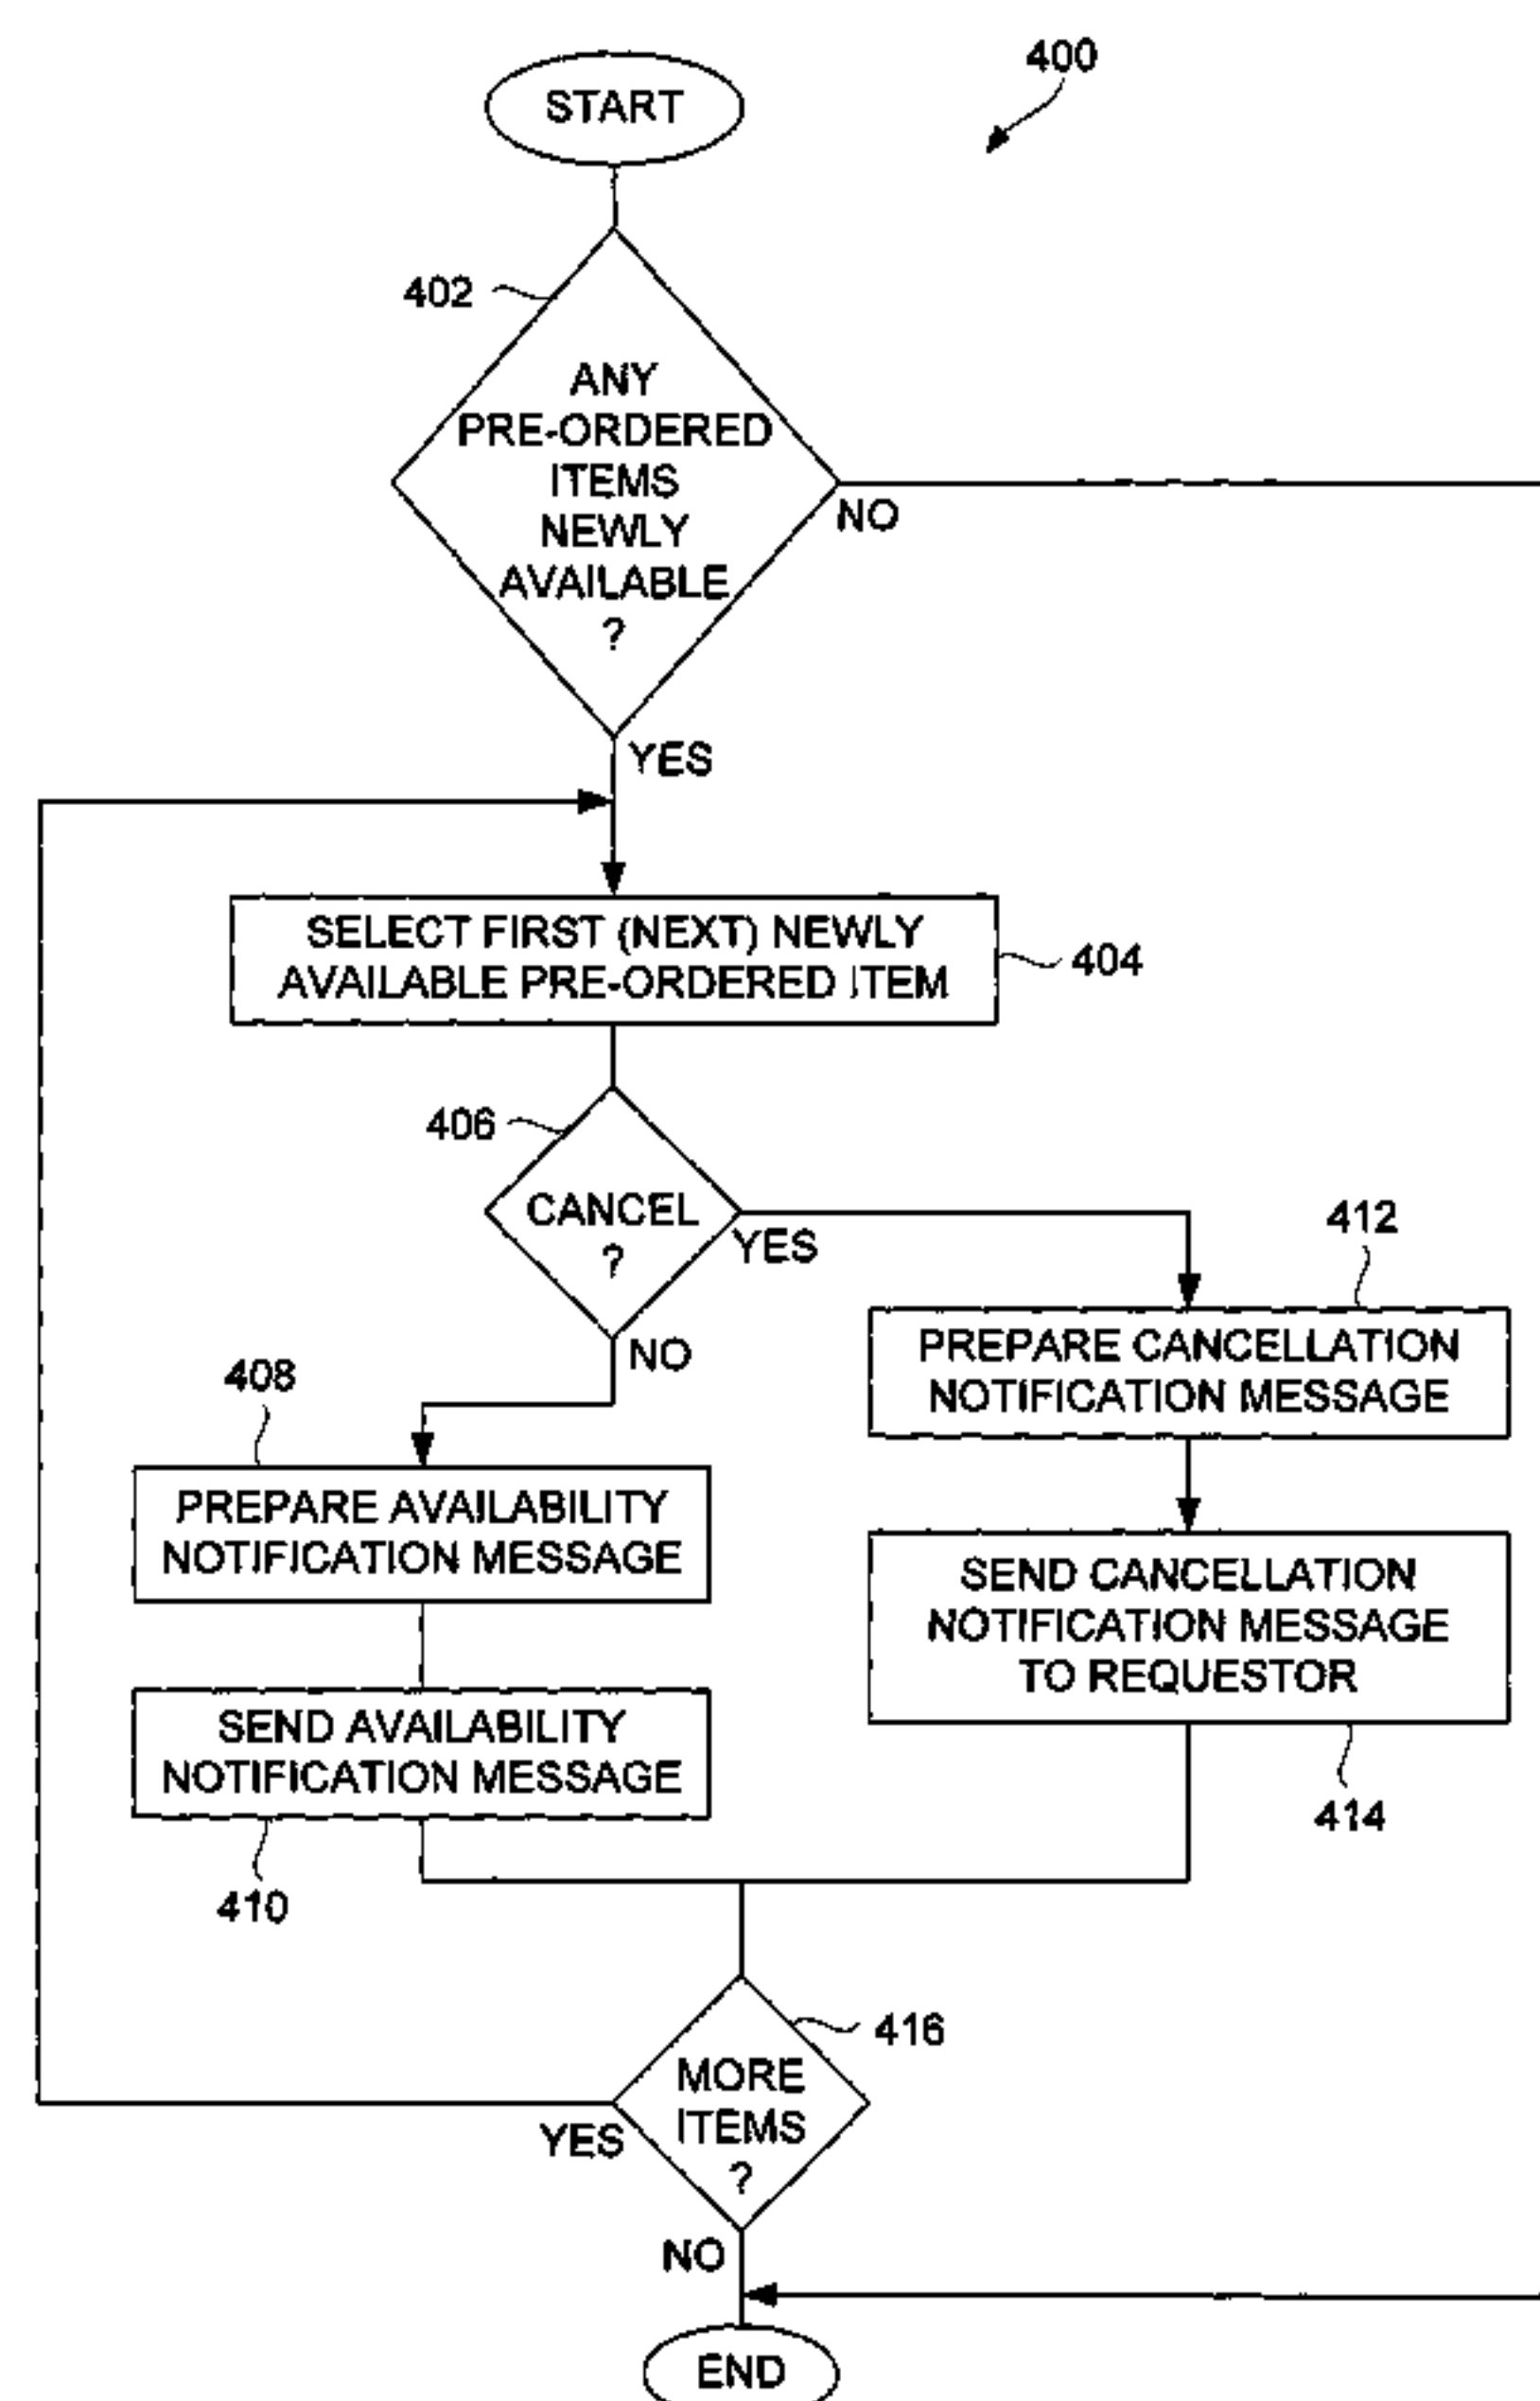 400
START
402
ANY
PRE-ORDERED
ITEMS
NEWLY
AVAILABLE
?
NO
YES
SELECT FIRST (NEXT) NEWLY
AVAILABLE PRE-ORDERED ITEM
404
406
CANCEL
?
YES
NO
412
PREPARE CANCELLATION
NOTIFICATION MESSAGE
408
PREPARE AVAILABILITY
NOTIFICATION MESSAGE
SEND CANCELLATION
NOTIFICATION MESSAGE
TO REQUESTOR
414
SEND AVAILABILITY
NOTIFICATION MESSAGE
410
416
MORE
ITEMS
?
YES
NO
END